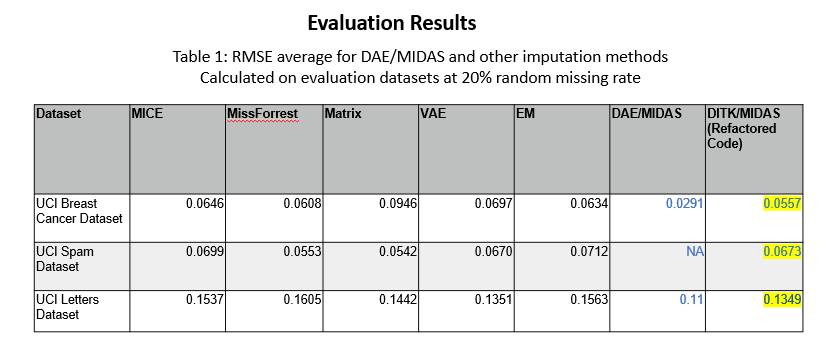 Evaluation Results
Table 1: RMSE average for DAE/MIDAS and other imputation methods
Calculated on evaluation datasets at 20% random missing rate
Dataset MICE MissForrest Matrix VAE EM DAE/MIDAS DITK/MIDAS
(Refactored
Code)
UCI Breast 0.0646 0.0608 0.0946 0.0697 0.0634 0.0291 0.0557
Cancer Dataset
UCI Spam 0.0699 0.0553 0.0542 0.0670 0.0712 NA 0.0673
Dataset
UCI Letters 0.1537 0.1605 0.1442 0.1351 0.1563 0.11 0.1349
Dataset